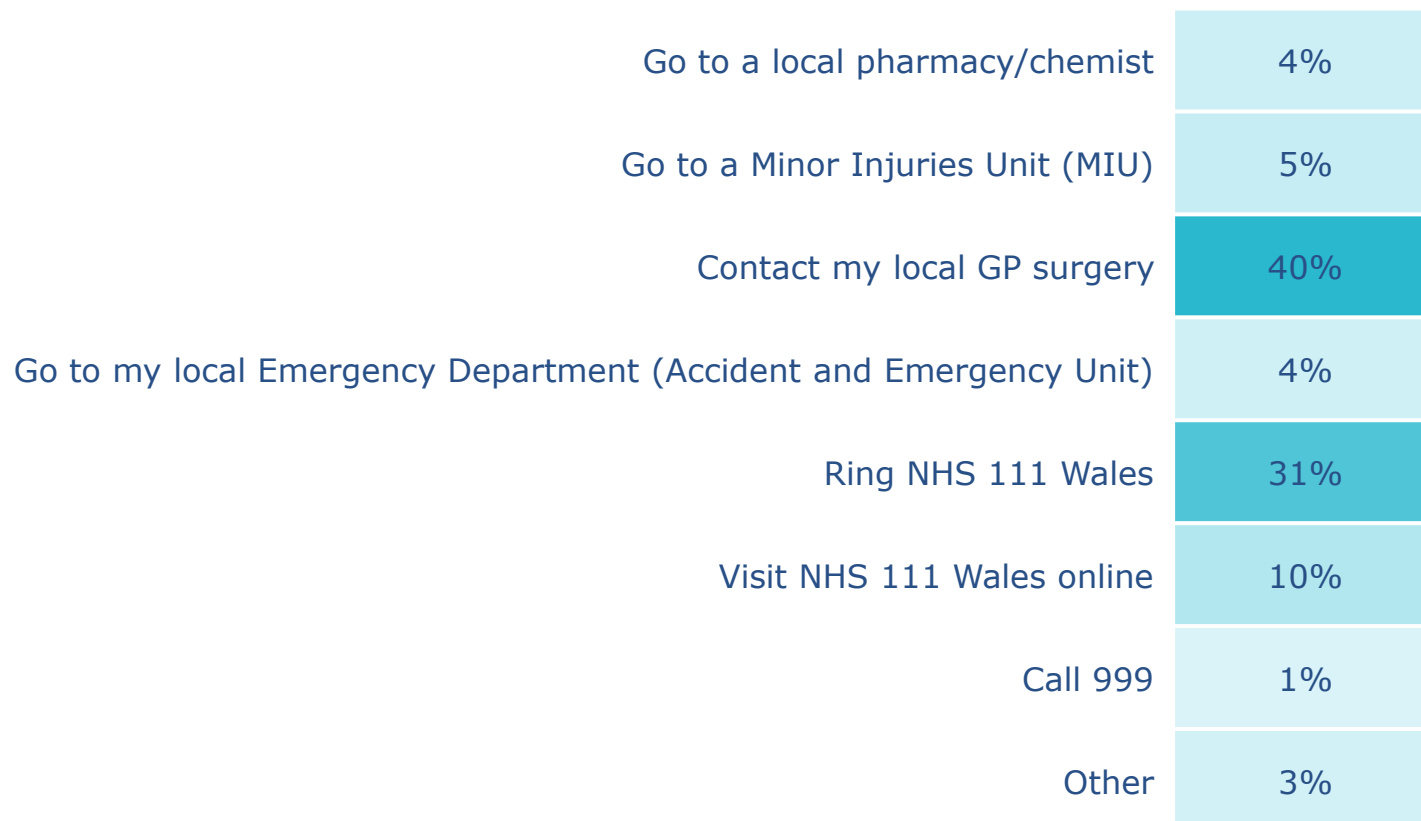 Go to a local pharmacy/chemist 4%
Go to a Minor Injuries Unit (MIU) 5%
Contact my local GP surgery 40%
Go to my local Emergency Department (Accident and Emergency Unit) 4%
Ring NHS 111 Wales 31%
Visit NHS 111 Wales online 10%
Call 999 1%
Other 3%